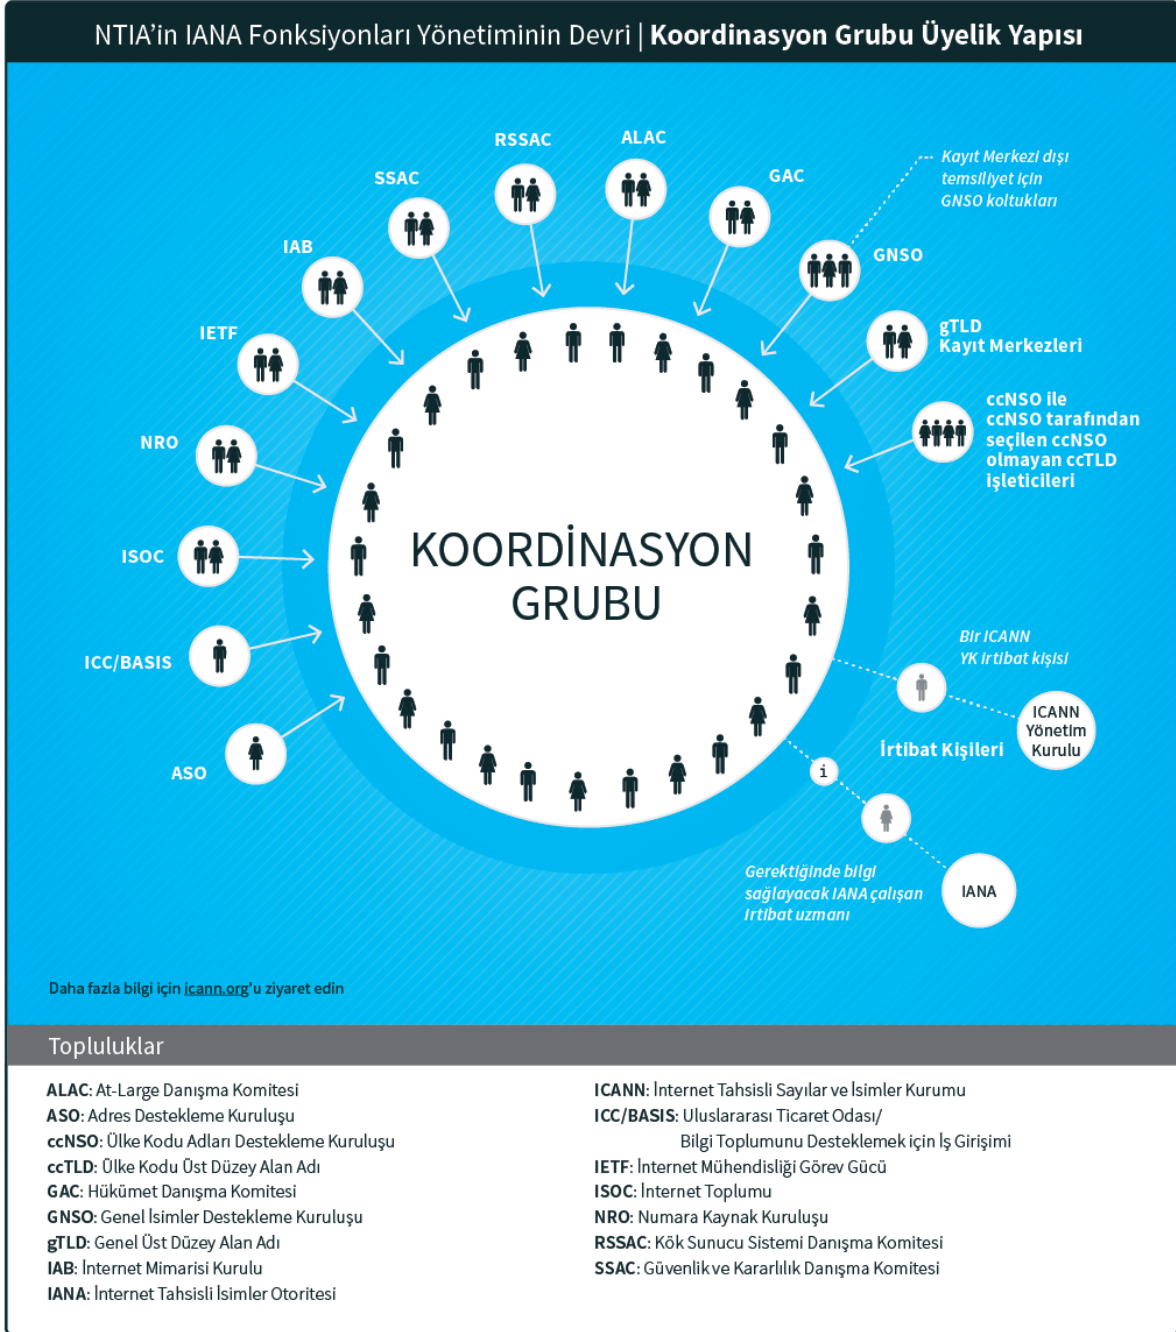 NTIA’in IANA Fonksiyonları Yönetiminin Devri | Koordinasyon Grubu Üyelik Yapısı
RSSAC
ALAC
SSAC
GAC
Kayıt Merkezi dışı
temsiliyet için
GNSO koltukları
IAB
GNSO
IETF
gTLD
Kayıt Merkezleri
NRO
ccNSO ile
ccNSO tarafından
seçilen ccNSO
olmayan ccTLD
işleticileri
ISOC
KOORDİNASYON
GRUBU
ICC/BASIS
ASO
Bir ICANN
YK irtibat kişisi
ICANN
Yönetim
Kurulu
İrtibat Kişileri
i
Gerektiğinde bilgi
sağlayacak IANA çalışan
irtibat uzmanı
IANA
Daha fazla bilgi için icann.org’u ziyaret edin
Topluluklar
ALAC: At-Large Danışma Komitesi
ASO: Adres Destekleme Kuruluşu
ccNSO: Ülke Kodu Adları Destekleme Kuruluşu
ccTLD: Ülke Kodu Üst Düzey Alan Adı
GAC: Hükümet Danışma Komitesi
GNSO: Genel İsimler Destekleme Kuruluşu
gTLD: Genel Üst Düzey Alan Adı
IAB: İnternet Mimarisi Kurulu
IANA: İnternet Tahsisli İsimler Otoritesi
ICANN: İnternet Tahsisli Sayılar ve İsimler Kurumu
ICC/BASIS: Uluslararası Ticaret Odası/
Bilgi Toplumunu Desteklemek için İş Girişimi
IETF: İnternet Mühendisliği Görev Gücü
ISOC: İnternet Toplumu
NRO: Numara Kaynak Kuruluşu
RSSAC: Kök Sunucu Sistemi Danışma Komitesi
SSAC: Güvenlik ve Kararlılık Danışma Komitesi